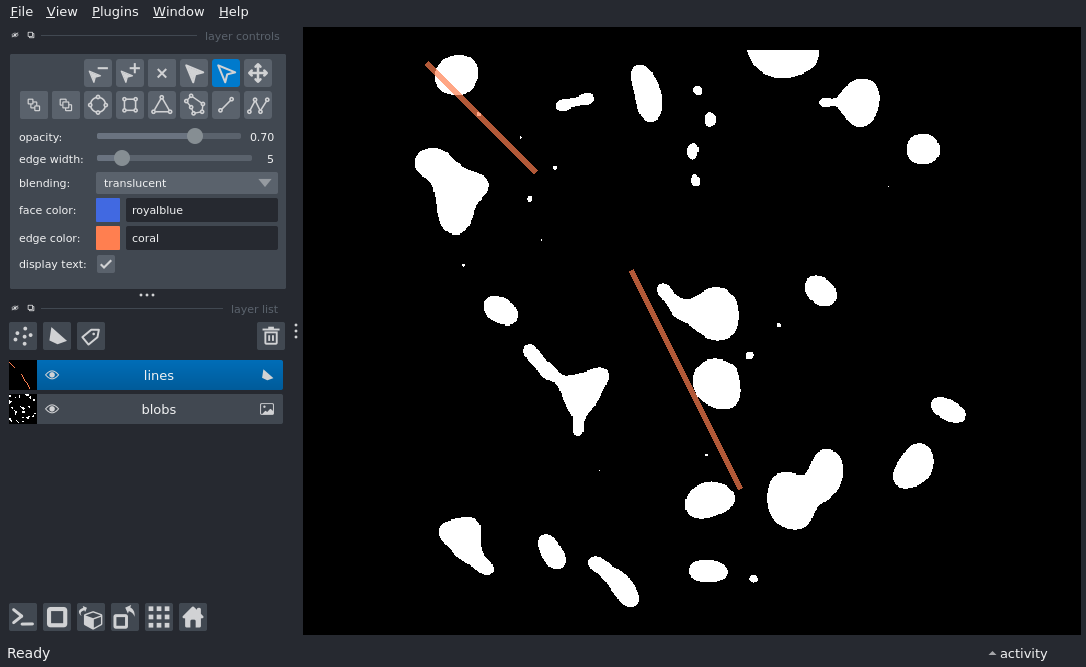 File View Plugins Window Help
layer controls
opacity: 0.70
edge width: 5
blending: translucent
face color: royalblue
edge color: coral
display text:
layer list
lines
blobs
Ready
activity